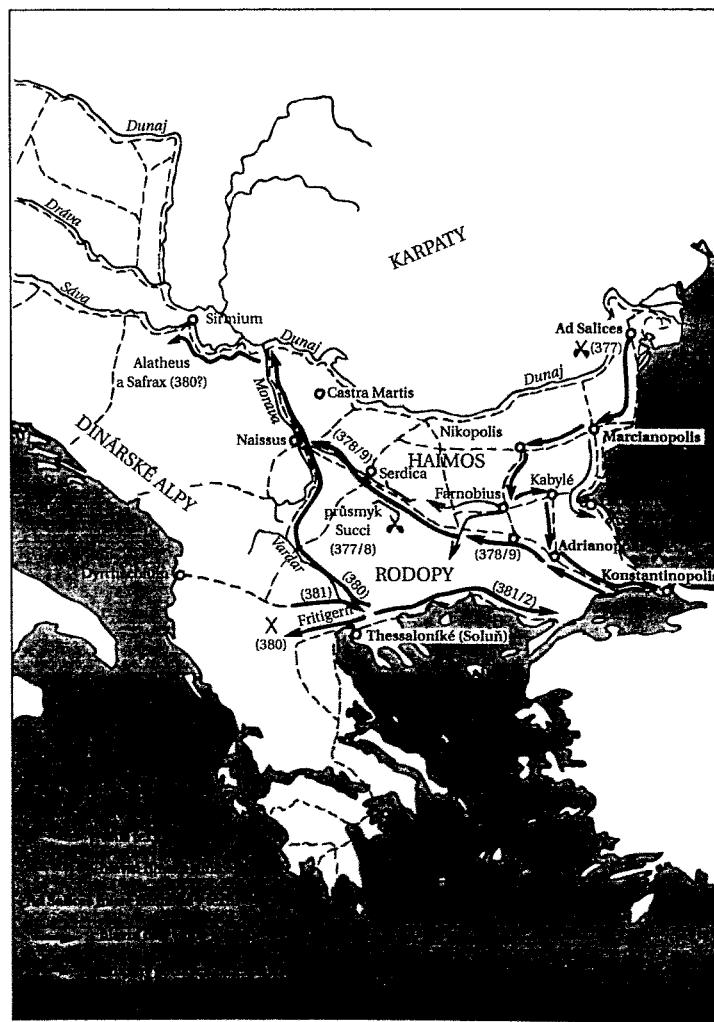 Dunaj
Dráva
KARPATY
Sáva
Sirmium
Ad Salices
(377)
Dunaj
Alatheus
a Safrax (380?)
Dunaj
Morava
Castra Martis
Nikopolis
Marcianopolis
Naissus
(378/9)
HAIMOS
DINÁRSKÉ ALPY
Serdica
Kabylé
Farnobius
průsmyk
Succi
(377/8)
(378/9)
Adrianop
Vardar
RODOPY
Konstantinopolis
(380)
(381)
(381/2)
Fritigern
(380)
Thessaloníké (Soluň)